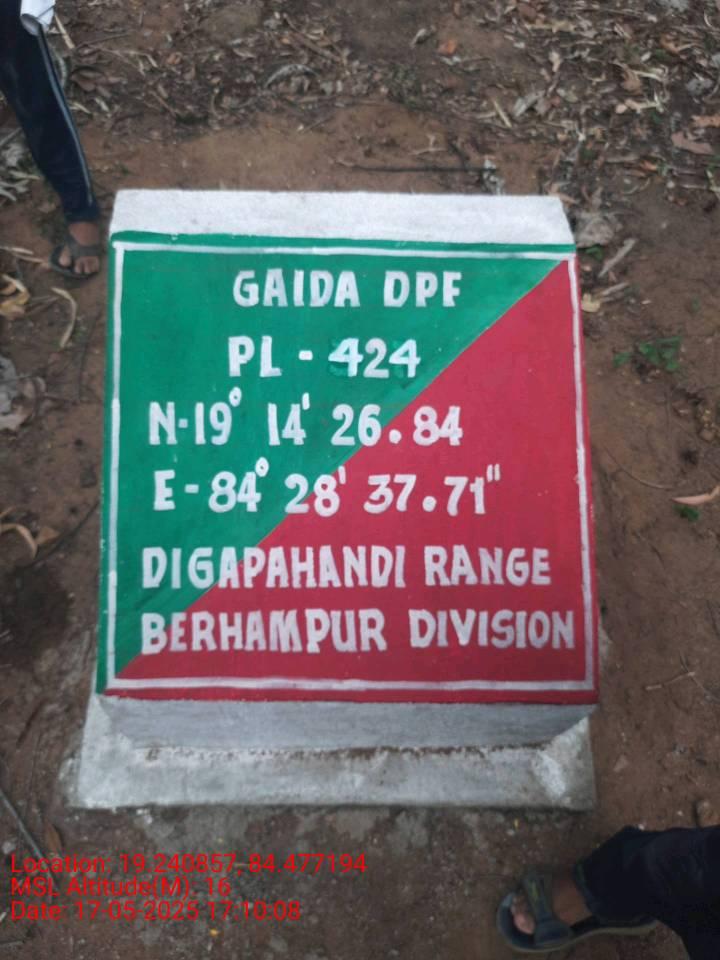 GAIDA DPF
PL - 424
N-19° 14' 26.84
E-84° 28' 37.71"
DIGAPAHANDI RANGE
BERHAMPUR DIVISION
Location: 19.240857, 84.477194
MSL Altitude(M): 16
Date: 17-05-2025 17:10:08